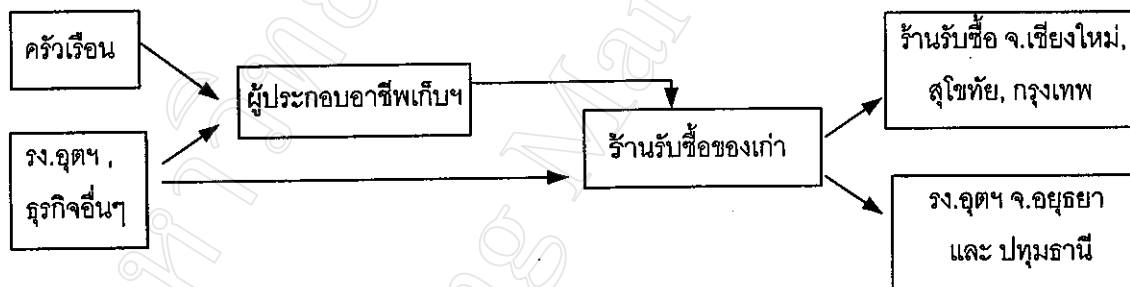 ครัวเรือน
รง.อุตฯ ,
ธุรกิจอื่นๆ
ผู้ประกอบอาชีพเก็บฯ
ร้านรับซื้อของเก่า
ร้านรับซื้อ จ.เชียงใหม่,
สุโขทัย, กรุงเทพ
รง.อุตฯ จ.อยุธยา
และ ปทุมธานี